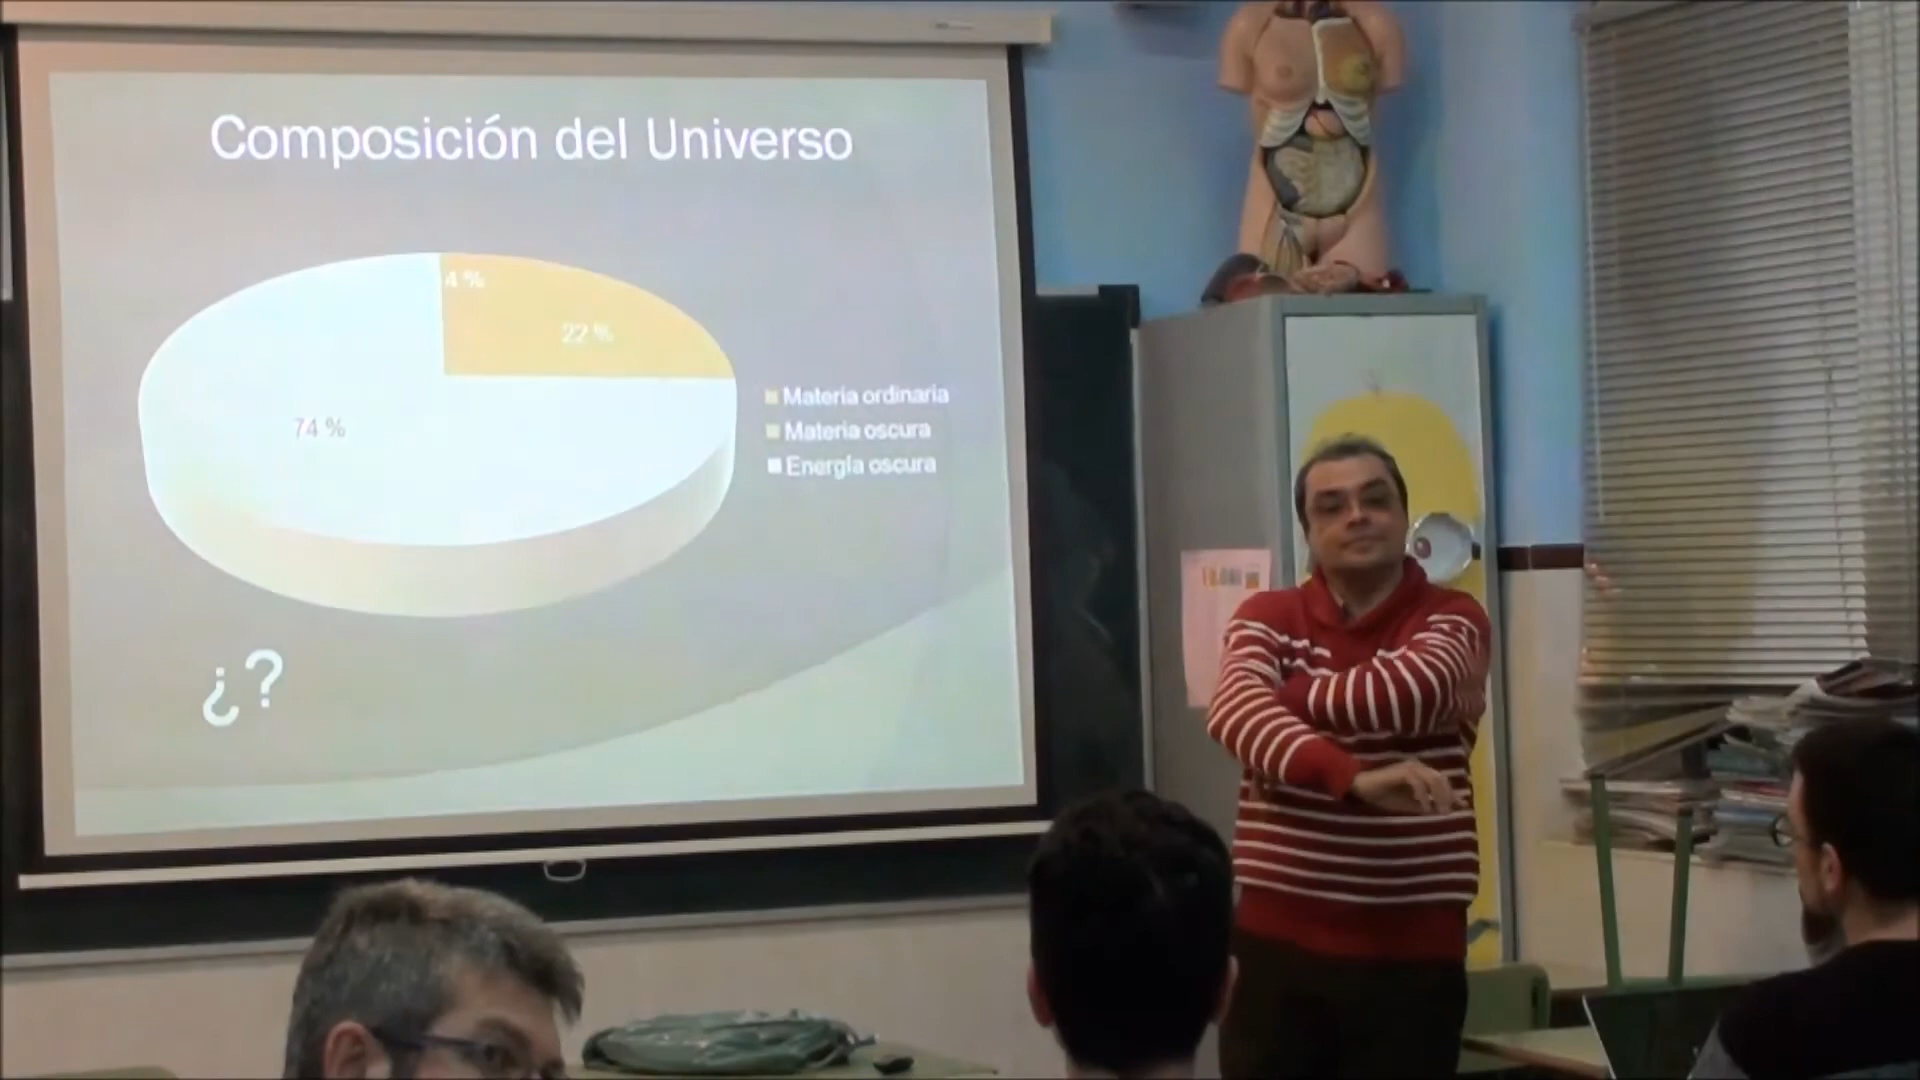 Composición del Universo
4 %
22 %
74 %
Materia ordinaria
Materia oscura
Energía oscura
¿?